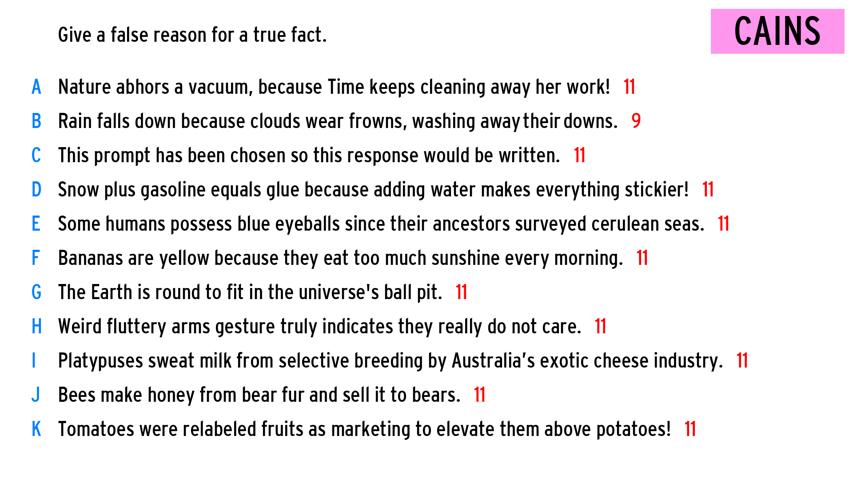 Give a false reason for a true fact.
CAINS
A Nature abhors a vacuum, because Time keeps cleaning away her work! 11
B Rain falls down because clouds wear frowns, washing away their downs. 9
C This prompt has been chosen so this response would be written. 11
D Snow plus gasoline equals glue because adding water makes everything stickier! 11
E Some humans possess blue eyeballs since their ancestors surveyed cerulean seas. 11
F Bananas are yellow because they eat too much sunshine every morning. 11
G The Earth is round to fit in the universe's ball pit. 11
H Weird fluttery arms gesture truly indicates they really do not care. 11
I Platypuses sweat milk from selective breeding by Australia's exotic cheese industry. 11
J Bees make honey from bear fur and sell it to bears. 11
K Tomatoes were relabeled fruits as marketing to elevate them above potatoes! 11